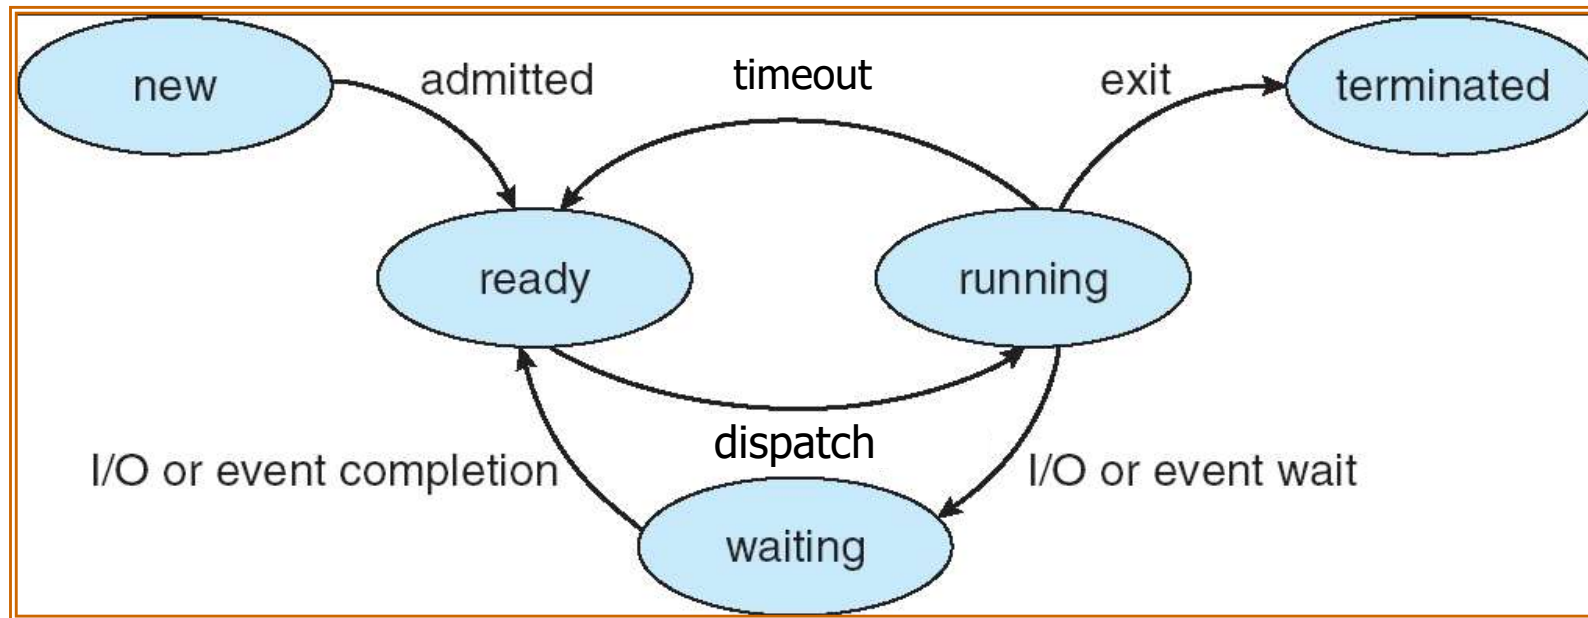 new
admitted
timeout
exit
terminated
ready
running
dispatch
I/O or event completion
I/O or event wait
waiting